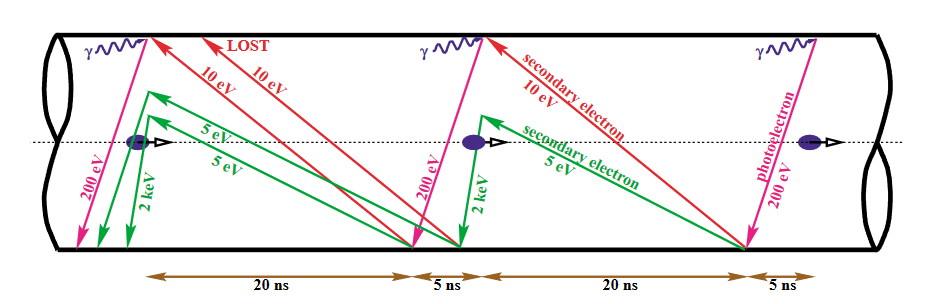 γ
LOST
γ
γ
10 eV
10 eV
secondary electron
10 eV
5 eV
5 eV
secondary electron
5 eV
200 eV
2 keV
200 eV
2 keV
photoelectron
200 eV
20 ns
5 ns
20 ns
5 ns